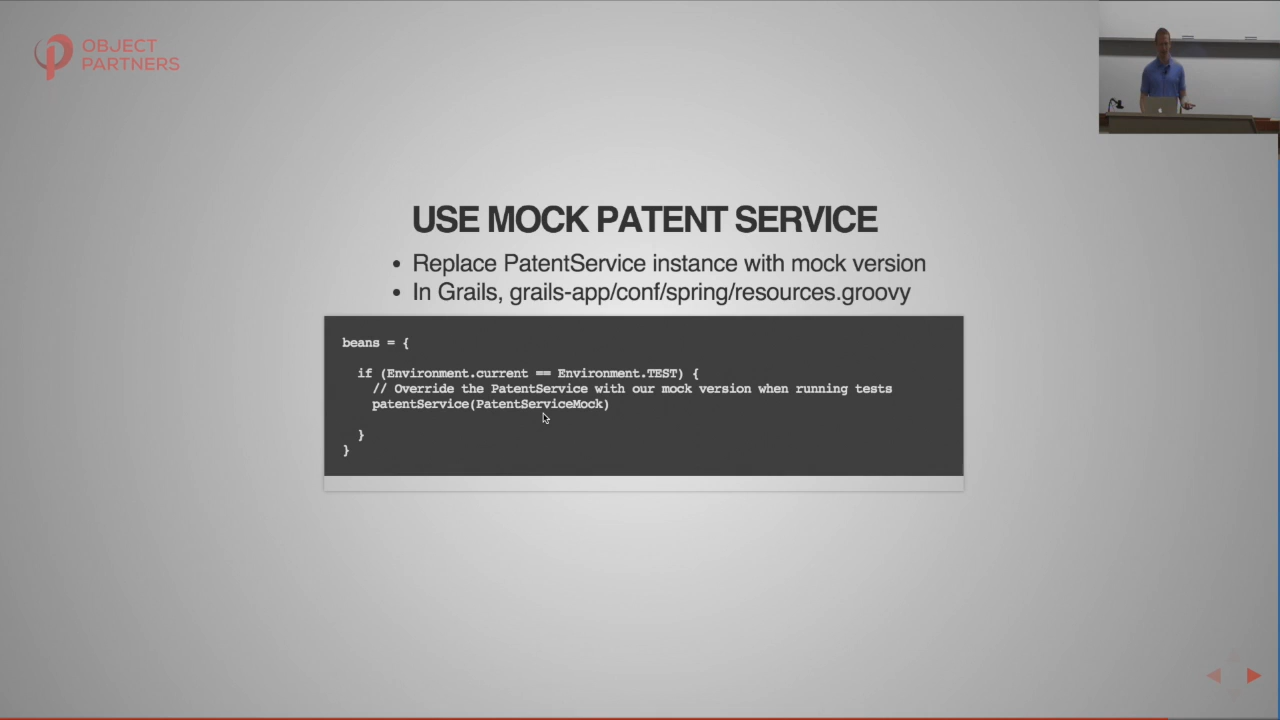 OBJECT
PARTNERS
USE MOCK PATENT SERVICE
• Replace PatentService instance with mock version
• In Grails, grails-app/conf/spring/resources.groovy
beans = {
if (Environment.current == Environment.TEST) {
// Override the PatentService with our mock version when running tests
patentService(PatentServiceMock)
}
}